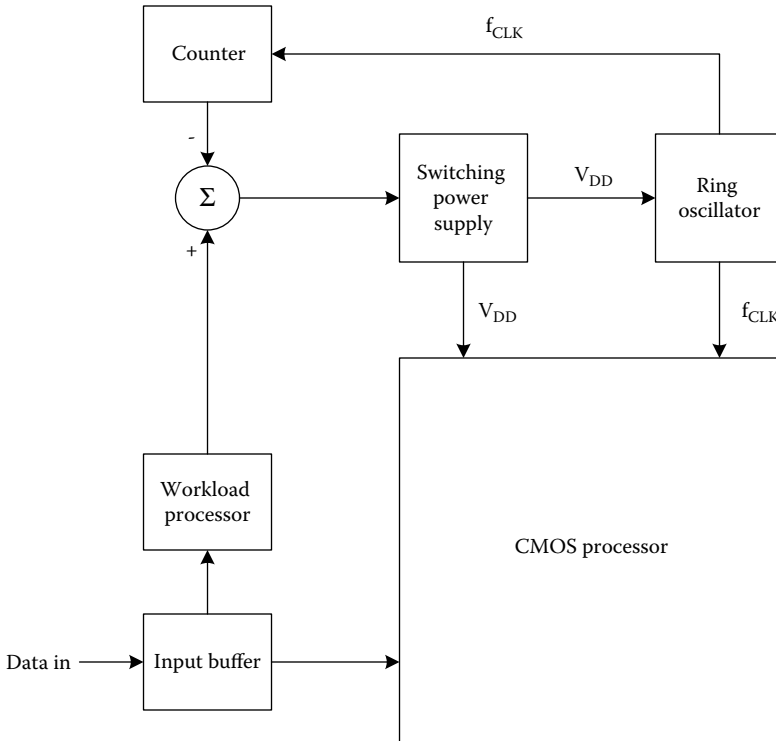 f_CLK
Counter
-
Σ
+
Switching
power
supply
V_DD
Ring
oscillator
V_DD
f_CLK
Workload
processor
CMOS processor
Data in
Input buffer